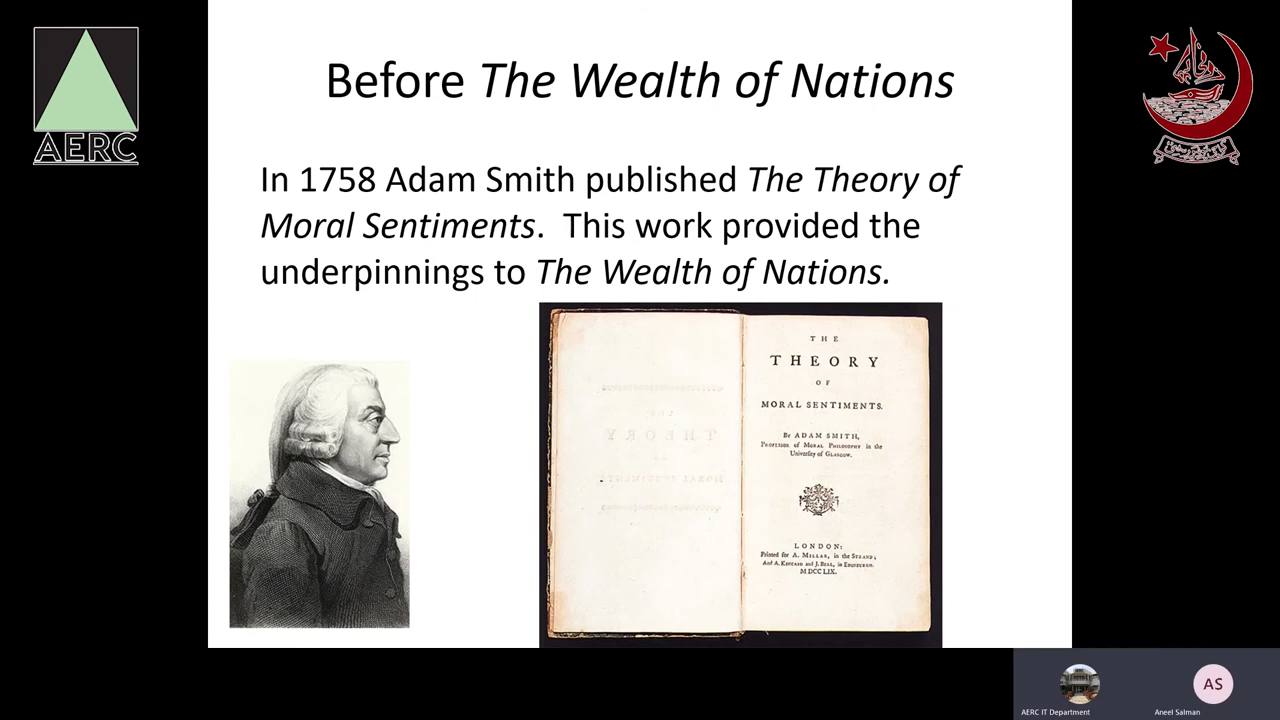 AERC
Before The Wealth of Nations
In 1758 Adam Smith published The Theory of
Moral Sentiments.  This work provided the
underpinnings to The Wealth of Nations.
THE
THEORY
OF
MORAL SENTIMENTS.
By ADAM SMITH,
PROFESSOR of MORAL PHILOSOPHY in the
University of GLASGOW.
LONDON:
Printed for A. MILLAR, in the STRAND;
And A. KINCAID and J. BELL, in EDINBURGH.
M DCC LIX.
AS
AERC IT Department
Aneel Salman